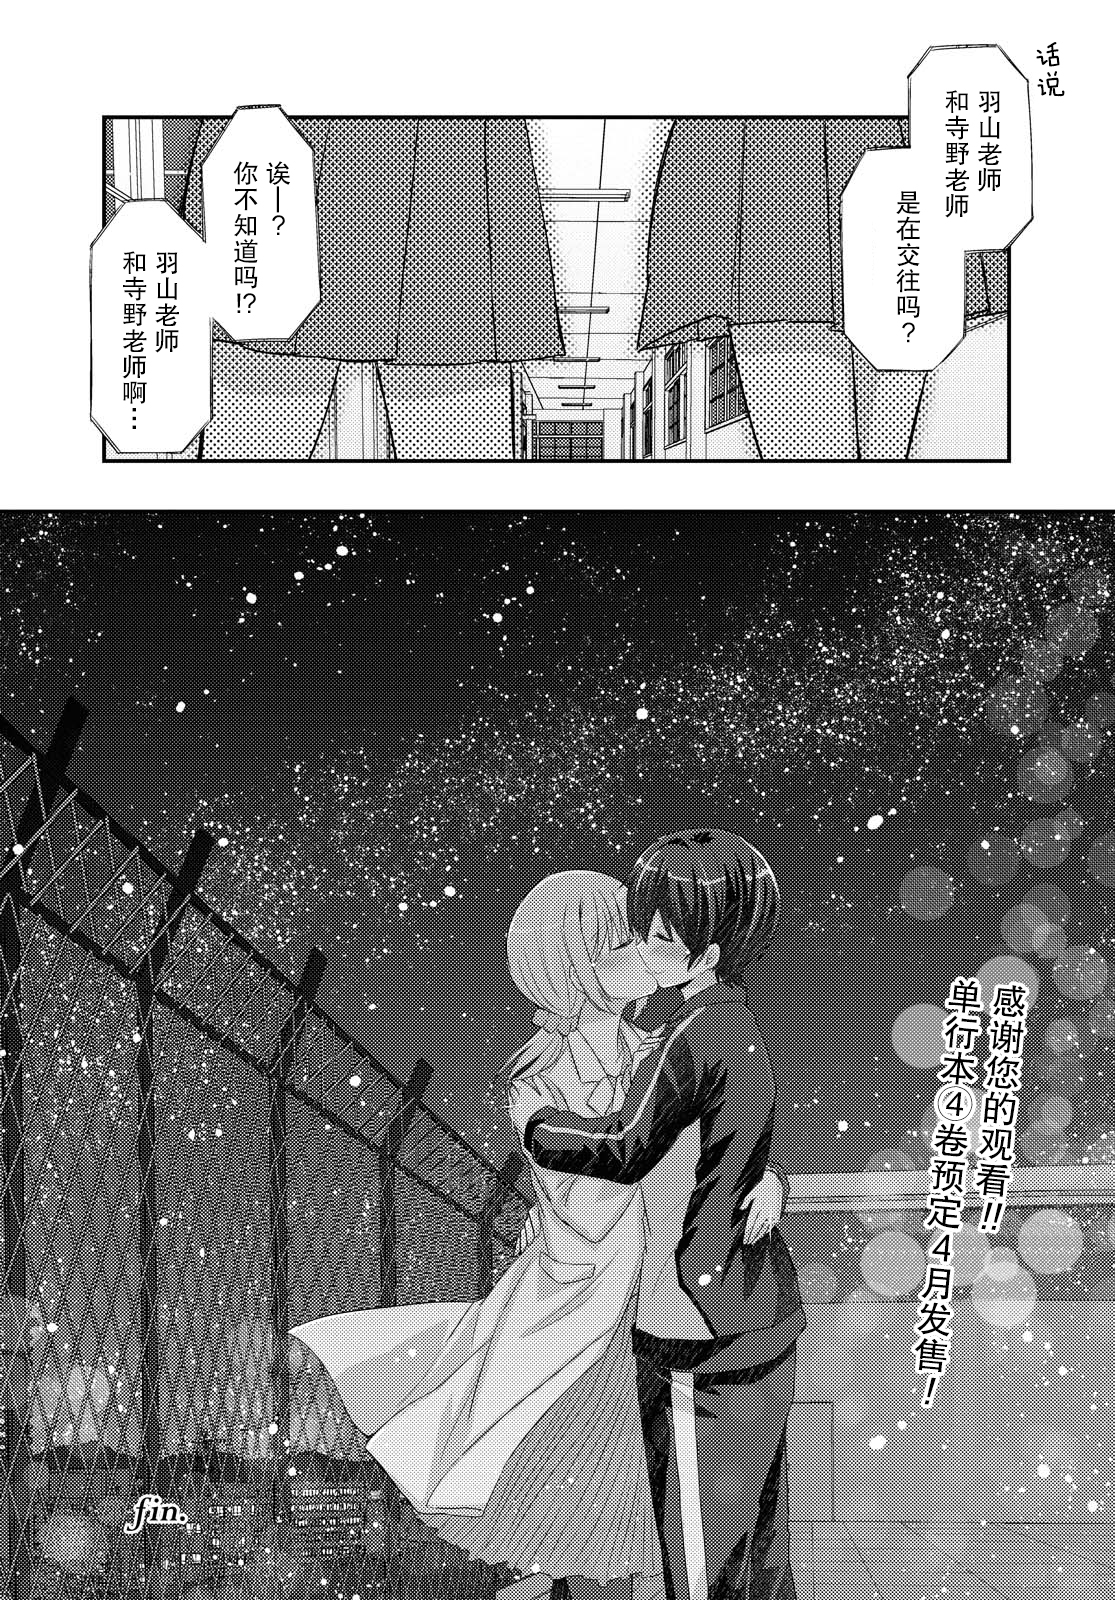 话说
羽山老师
和寺野老师
是在交往吗？
诶—？
你不知道吗!?
羽山老师
和寺野老师啊…
感谢您的观看!!
单行本④卷预定4月发售！
fin.